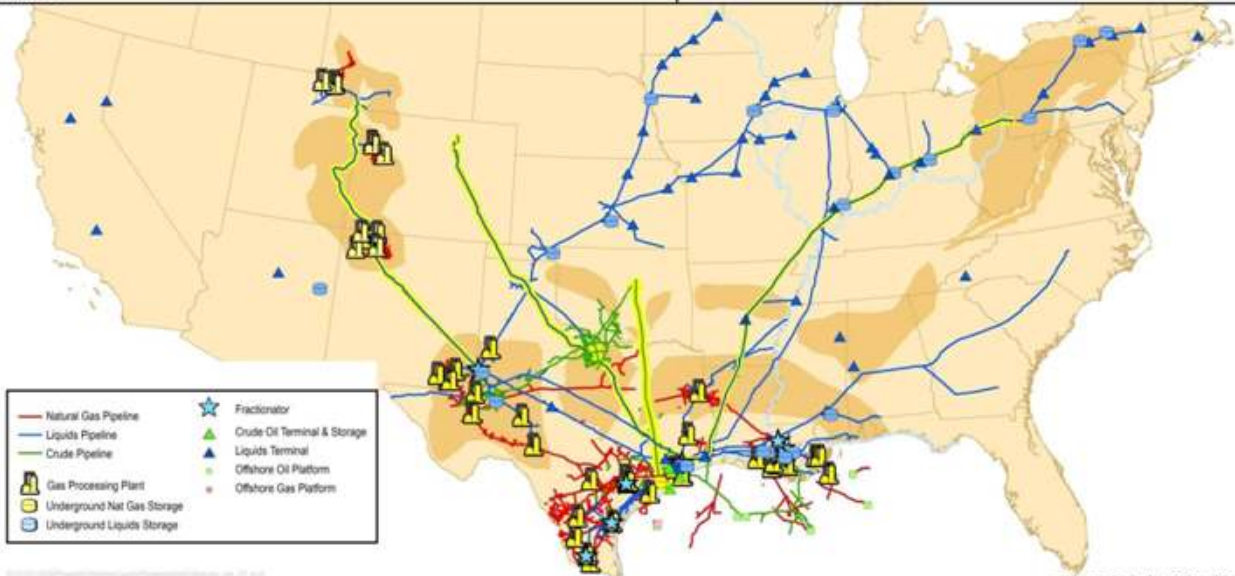 Natural Gas Pipeline
Liquids Pipeline
Crude Pipeline
Gas Processing Plant
Underground Nat Gas Storage
Underground Liquids Storage
Fractionator
Crude Oil Terminal & Storage
Liquids Terminal
Offshore Oil Platform
Offshore Gas Platform